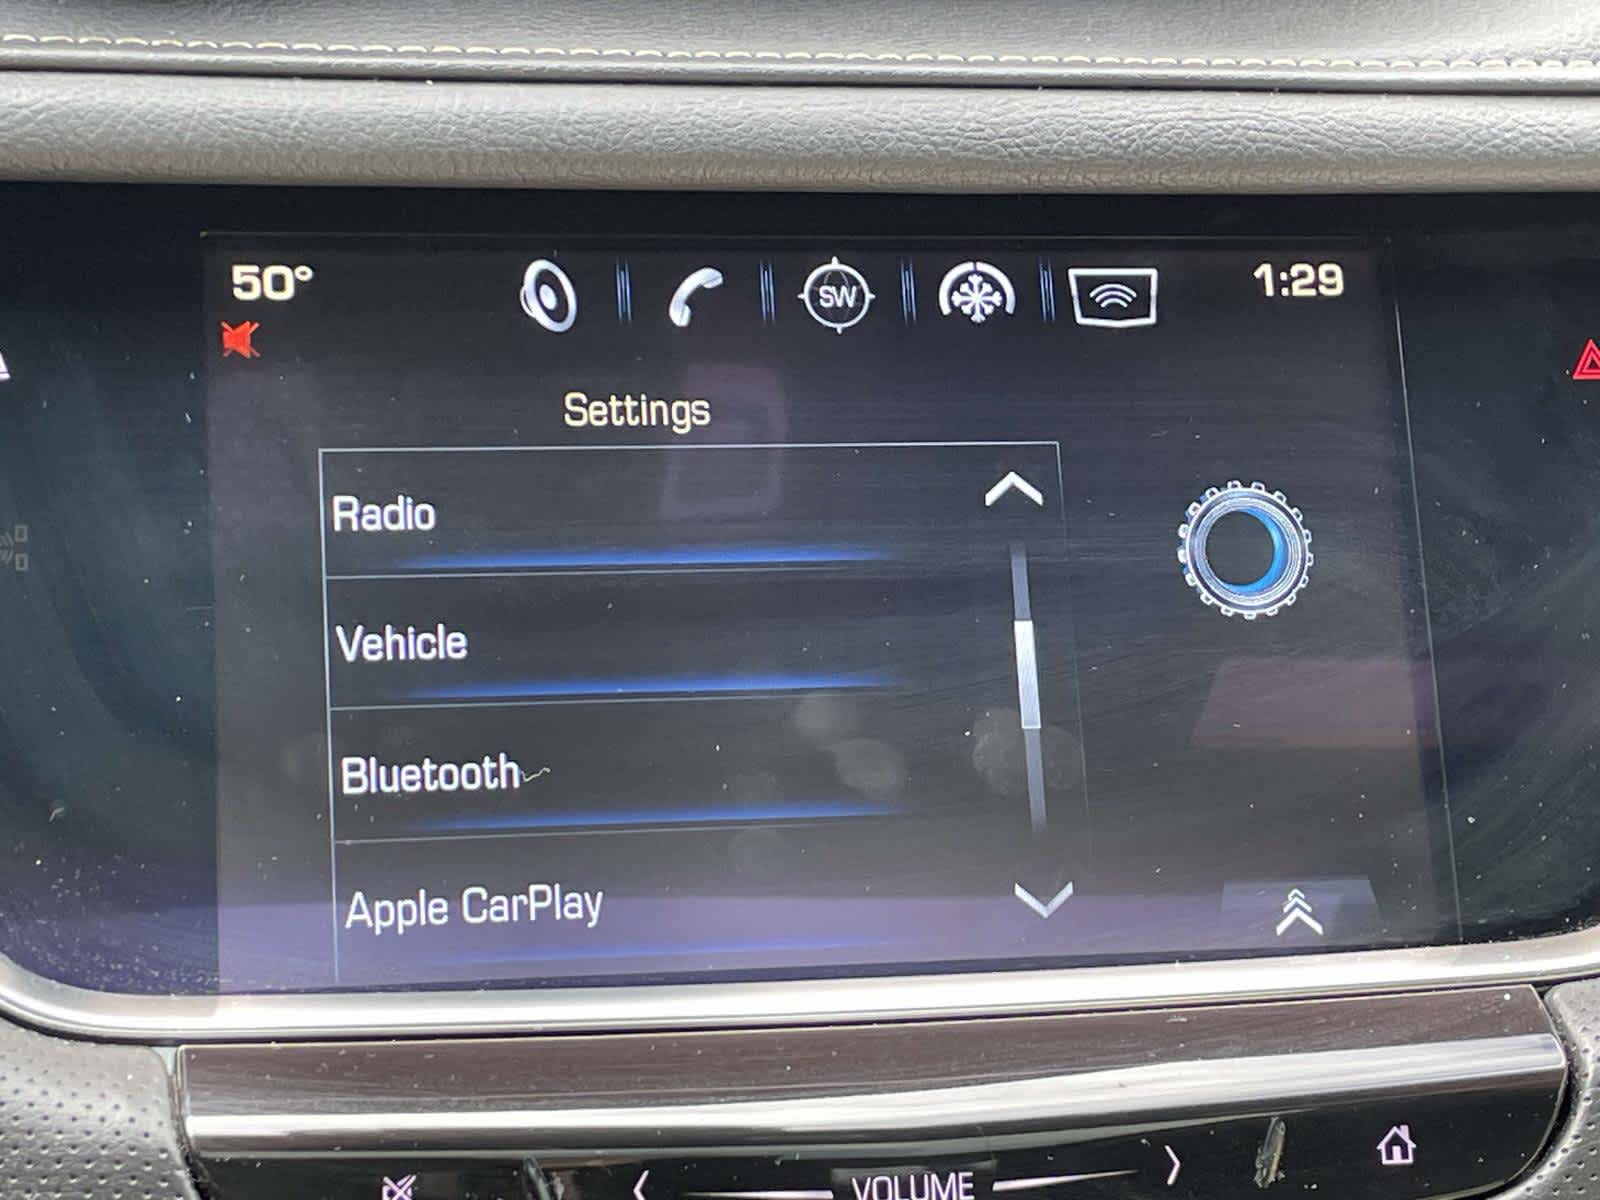 50° SW 1:29
Settings
Radio
Vehicle
Bluetooth
Apple CarPlay
VOLUME